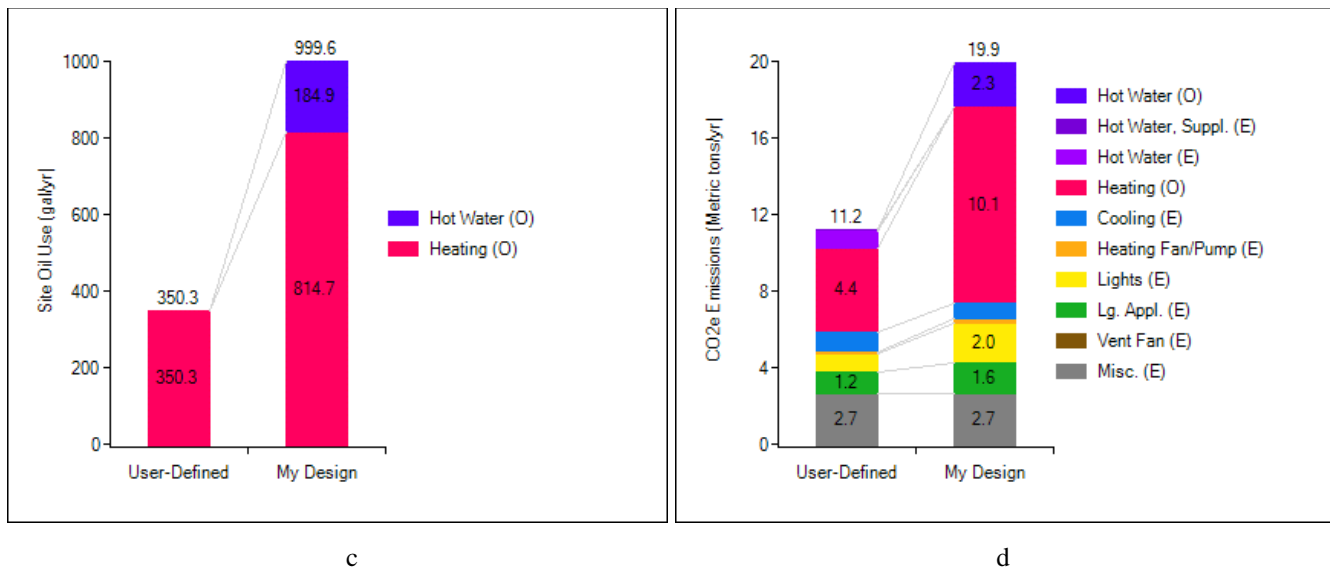 Site Oil Use [gal/yr]
1000
800
600
400
200
0
999.6
184.9
814.7
350.3
350.3
User-Defined
My Design
Hot Water (O)
Heating (O)
c
CO2e Emissions [Metric tons/yr]
20
16
12
8
4
0
11.2
4.4
1.2
2.7
19.9
2.3
10.1
2.0
1.6
2.7
User-Defined
My Design
Hot Water (O)
Hot Water, Suppl. (E)
Hot Water (E)
Heating (O)
Cooling (E)
Heating Fan/Pump (E)
Lights (E)
Lg. Appl. (E)
Vent Fan (E)
Misc. (E)
d